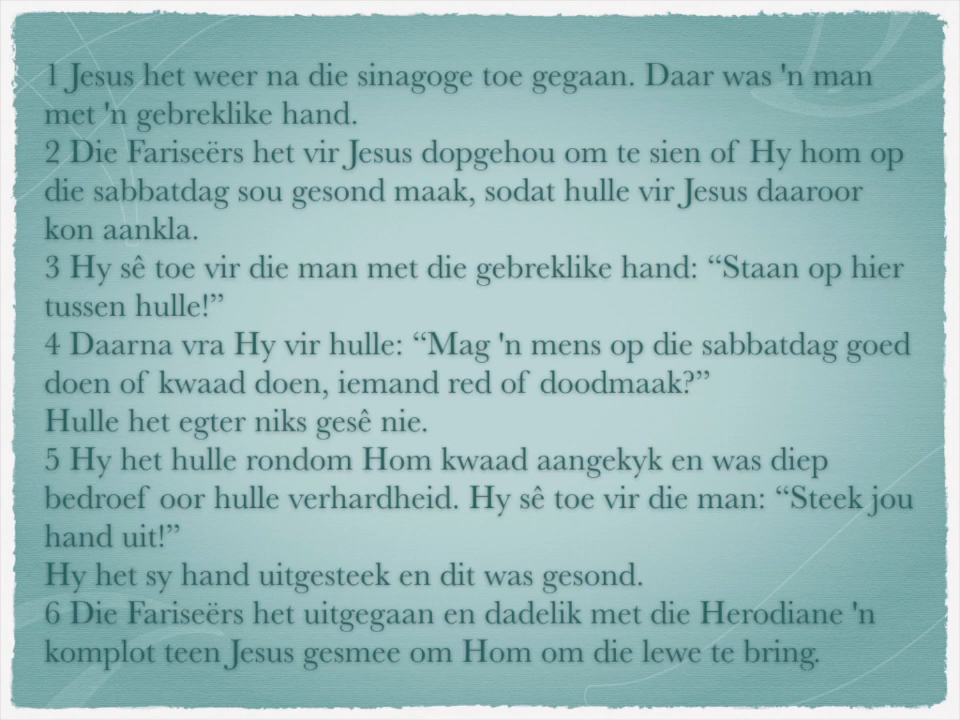 1 Jesus het weer na die sinagoge toe gegaan. Daar was 'n man
met 'n gebreklike hand.
2 Die Fariseërs het vir Jesus dopgehou om te sien of Hy hom op
die sabbatdag sou gesond maak, sodat hulle vir Jesus daaroor
kon aankla.
3 Hy sê toe vir die man met die gebreklike hand: “Staan op hier
tussen hulle!”
4 Daarna vra Hy vir hulle: “Mag 'n mens op die sabbatdag goed
doen of kwaad doen, iemand red of doodmaak?”
Hulle het egter niks gesê nie.
5 Hy het hulle rondom Hom kwaad aangekyk en was diep
bedroef oor hulle verhardheid. Hy sê toe vir die man: “Steek jou
hand uit!”
Hy het sy hand uitgesteek en dit was gesond.
6 Die Fariseërs het uitgegaan en dadelik met die Herodiane 'n
komplot teen Jesus gesmee om Hom om die lewe te bring.